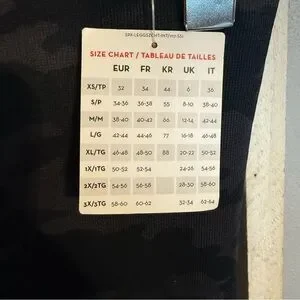 SIZE CHART / TABLEAU DE TAILLES
EUR FR KR UK IT
XS/TP 32 34 44 6 36
S/P 34-36 36-38 55 8-10 38-40
M/M 38-40 40-42 66 12-14 42-44
L/G 42-44 44-46 77 16-18 46-48
XL/TG 46-48 48-50 88 20-22 50-52
1X/1TG 50-52 52-54 24-26 54-56
2X/2TG 54-56 56-58 28-30 58-60
3X/3TG 58-60 60-62 32-34 62-64